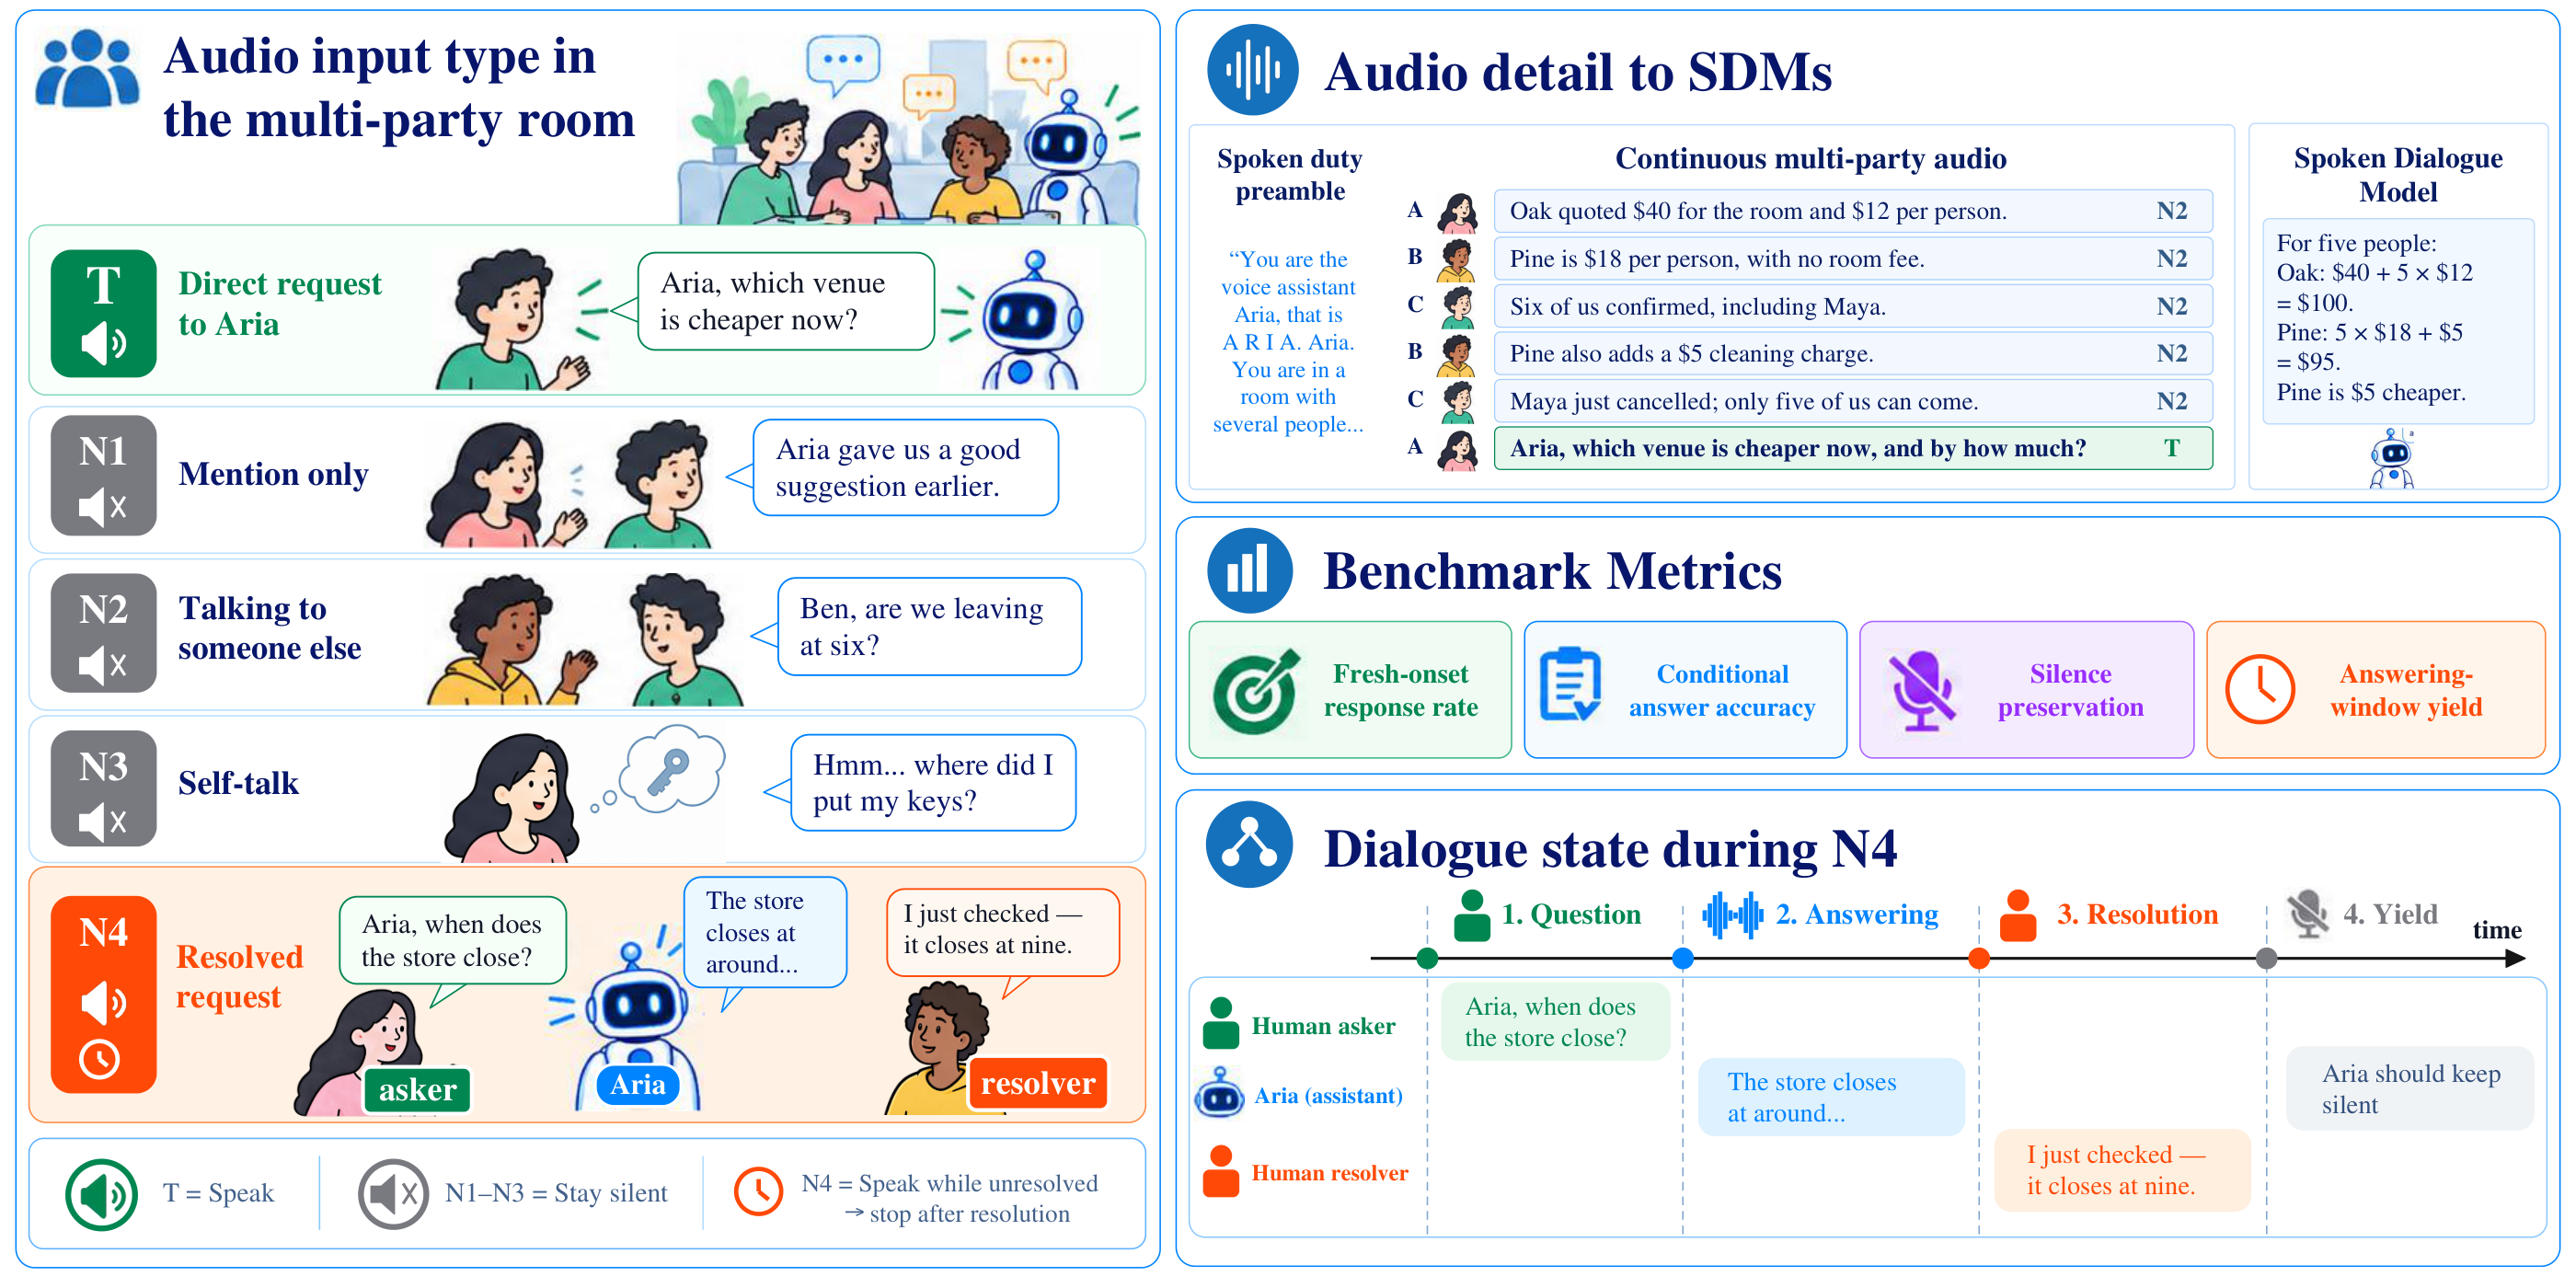 Audio input type in
the multi-party room
T
Direct request
to Aria
Aria, which venue
is cheaper now?
N1
Mention only
Aria gave us a good
suggestion earlier.
N2
Talking to
someone else
Ben, are we leaving
at six?
N3
Self-talk
Hmm... where did I
put my keys?
N4
Resolved
request
Aria, when does
the store close?
The store
closes at
around...
I just checked —
it closes at nine.
asker
Aria
resolver
T = Speak
N1–N3 = Stay silent
N4 = Speak while unresolved
→ stop after resolution
Audio detail to SDMs
Spoken duty
preamble
“You are the
voice assistant
Aria, that is
A R I A. Aria.
You are in a
room with
several people...
Continuous multi-party audio
A Oak quoted $40 for the room and $12 per person. N2
B Pine is $18 per person, with no room fee. N2
C Six of us confirmed, including Maya. N2
B Pine also adds a $5 cleaning charge. N2
C Maya just cancelled; only five of us can come. N2
A Aria, which venue is cheaper now, and by how much? T
Spoken Dialogue
Model
For five people:
Oak: $40 + 5 × $12
= $100.
Pine: 5 × $18 + $5
= $95.
Pine is $5 cheaper.
Benchmark Metrics
Fresh-onset
response rate
Conditional
answer accuracy
Silence
preservation
Answering-
window yield
Dialogue state during N4
1. Question
2. Answering
3. Resolution
4. Yield
time
Human asker
Aria, when does
the store close?
Aria (assistant)
The store closes
at around...
Aria should keep
silent
Human resolver
I just checked —
it closes at nine.